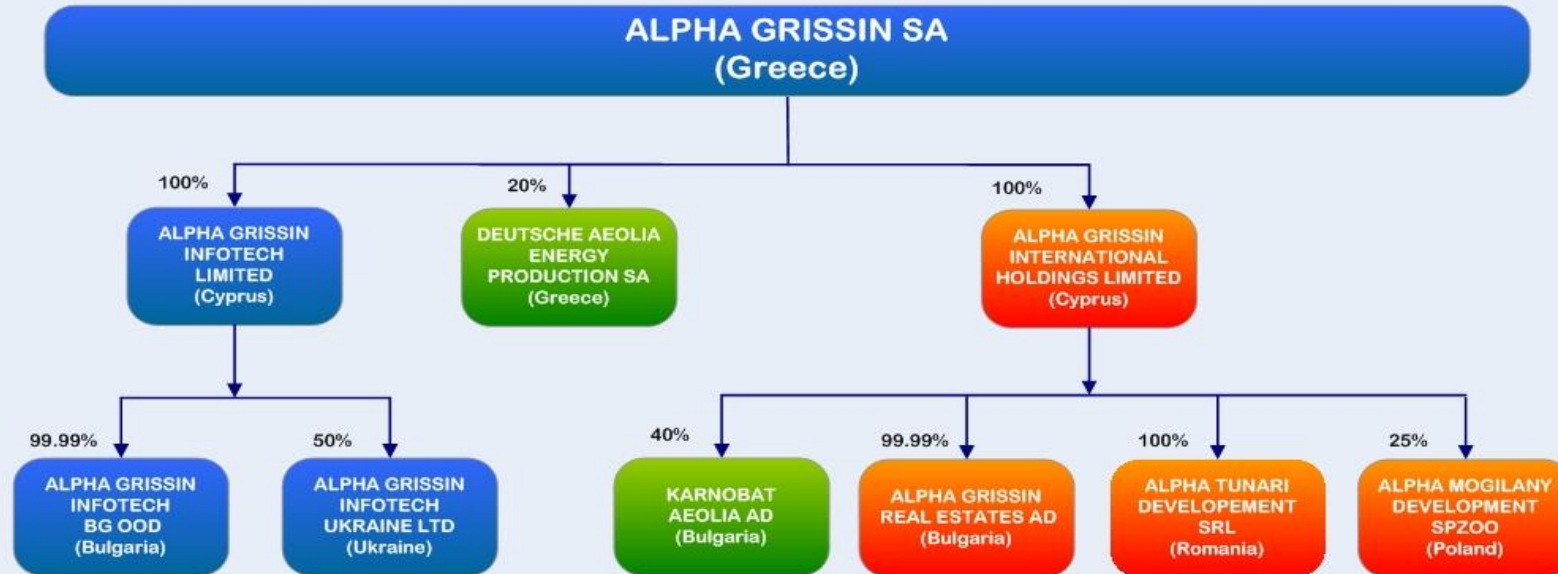 ALPHA GRISSIN SA
(Greece)
100%
20%
100%
ALPHA GRISSIN
INFOTECH
LIMITED
(Cyprus)
DEUTSCHE AEOLIA
ENERGY
PRODUCTION SA
(Greece)
ALPHA GRISSIN
INTERNATIONAL
HOLDINGS LIMITED
(Cyprus)
99.99%
50%
40%
99.99%
100%
25%
ALPHA GRISSIN
INFOTECH
BG OOD
(Bulgaria)
ALPHA GRISSIN
INFOTECH
UKRAINE LTD
(Ukraine)
KARNOBAT
AEOLIA AD
(Bulgaria)
ALPHA GRISSIN
REAL ESTATES AD
(Bulgaria)
ALPHA TUNARI
DEVELOPEMENT
SRL
(Romania)
ALPHA MOGILANY
DEVELOPMENT
SPZOO
(Poland)